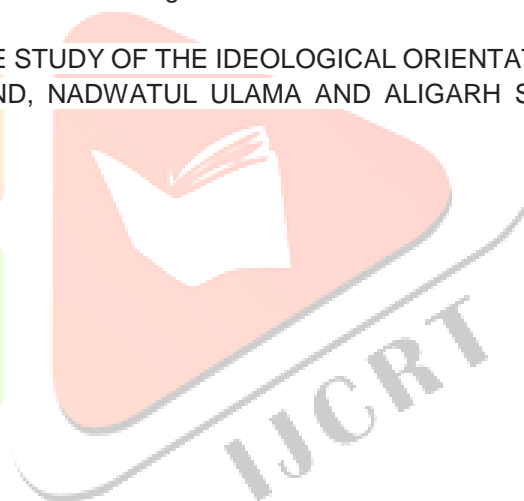 E STUDY OF THE IDEOLOGICAL ORIENTAT
ND, NADWATUL ULAMA AND ALIGARH S
IJCRT